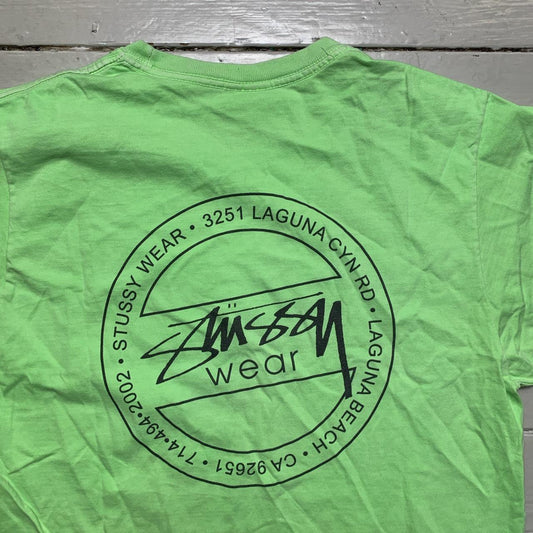 • STUSSY WEAR • 3251 LAGUNA CYN RD • LAGUNA BEACH • CA 92651 • 714•494•2002
Stüssy
wear